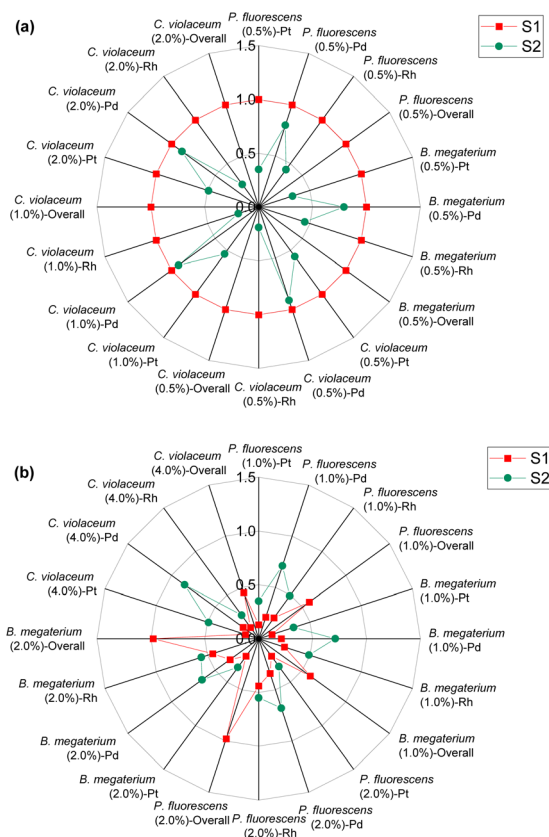 (a)
S1
S2
1.5
1.0
0.5
0.0
P. fluorescens
(0.5%)-Pt
P. fluorescens
(0.5%)-Pd
P. fluorescens
(0.5%)-Rh
P. fluorescens
(0.5%)-Overall
B. megaterium
(0.5%)-Pt
B. megaterium
(0.5%)-Pd
B. megaterium
(0.5%)-Rh
B. megaterium
(0.5%)-Overall
C. violaceum
(0.5%)-Pt
C. violaceum
(0.5%)-Pd
C. violaceum
(0.5%)-Rh
C. violaceum
(0.5%)-Overall
C. violaceum
(1.0%)-Pt
C. violaceum
(1.0%)-Pd
C. violaceum
(1.0%)-Rh
C. violaceum
(1.0%)-Overall
C. violaceum
(2.0%)-Pt
C. violaceum
(2.0%)-Pd
C. violaceum
(2.0%)-Rh
C. violaceum
(2.0%)-Overall
(b)
S1
S2
1.5
1.0
0.5
0.0
P. fluorescens
(1.0%)-Pt
P. fluorescens
(1.0%)-Pd
P. fluorescens
(1.0%)-Rh
P. fluorescens
(1.0%)-Overall
B. megaterium
(1.0%)-Pt
B. megaterium
(1.0%)-Pd
B. megaterium
(1.0%)-Rh
B. megaterium
(1.0%)-Overall
P. fluorescens
(2.0%)-Pt
P. fluorescens
(2.0%)-Pd
P. fluorescens
(2.0%)-Rh
P. fluorescens
(2.0%)-Overall
B. megaterium
(2.0%)-Pt
B. megaterium
(2.0%)-Pd
B. megaterium
(2.0%)-Rh
B. megaterium
(2.0%)-Overall
C. violaceum
(4.0%)-Pt
C. violaceum
(4.0%)-Pd
C. violaceum
(4.0%)-Rh
C. violaceum
(4.0%)-Overall